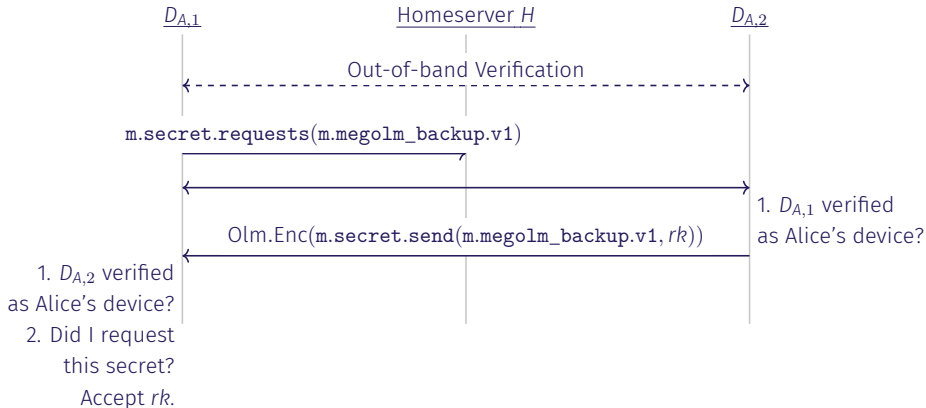 D_{A,1}
Homeserver H
D_{A,2}
Out-of-band Verification
m.secret.requests(m.megolm_backup.v1)
1. D_{A,1} verified
as Alice's device?
Olm.Enc(m.secret.send(m.megolm_backup.v1, rk))
1. D_{A,2} verified
as Alice's device?
2. Did I request
this secret?
Accept rk.